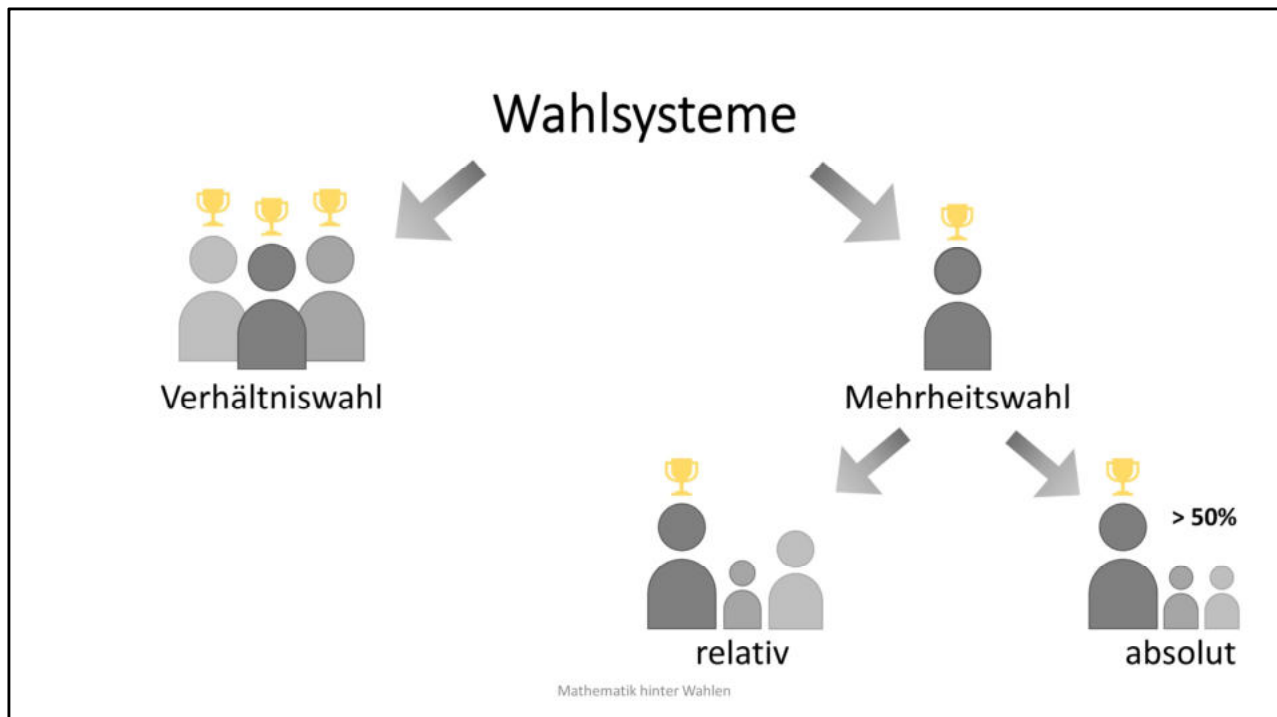 Wahlsysteme
Verhältniswahl
Mehrheitswahl
> 50%
relativ
absolut
Mathematik hinter Wahlen